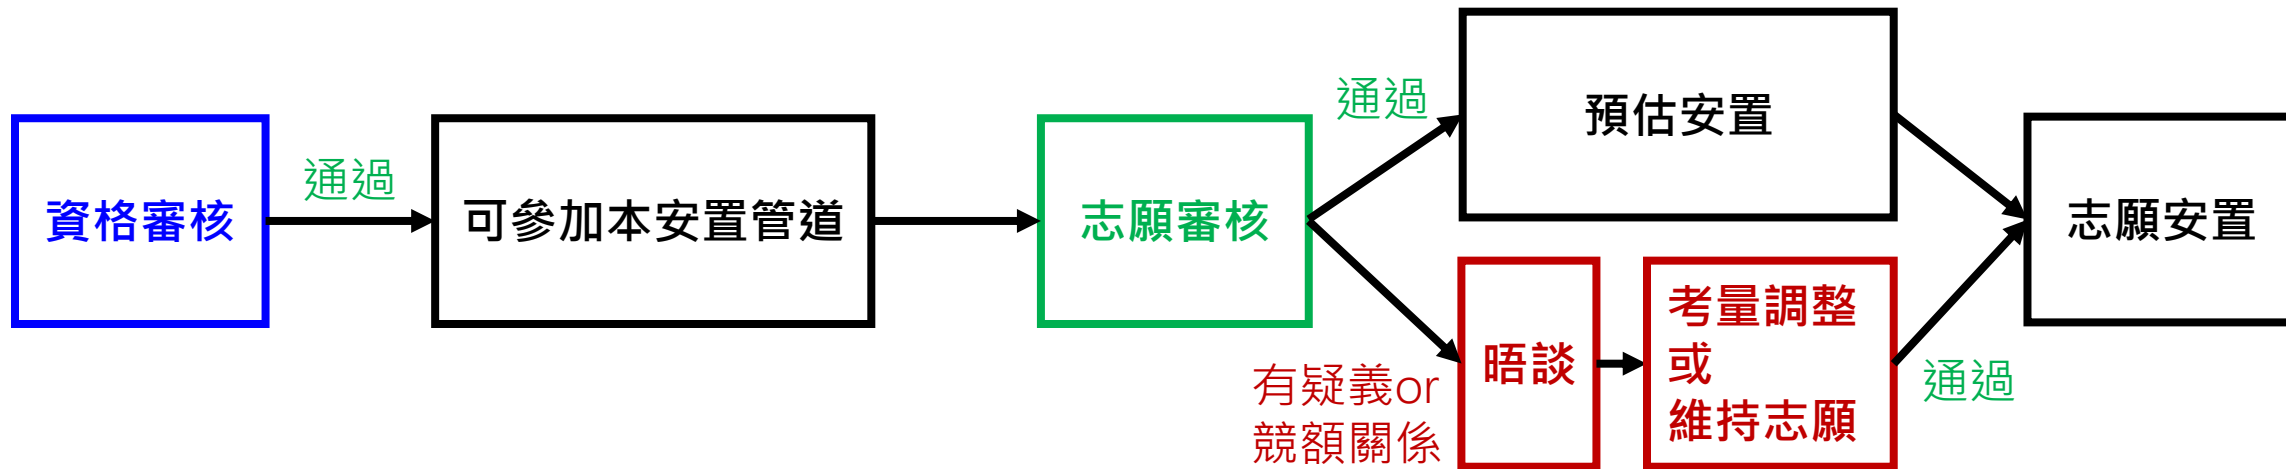 資格審核
通過
可參加本安置管道
志願審核
通過
預估安置
有疑義or
競額關係
晤談
考量調整
或
維持志願
通過
志願安置